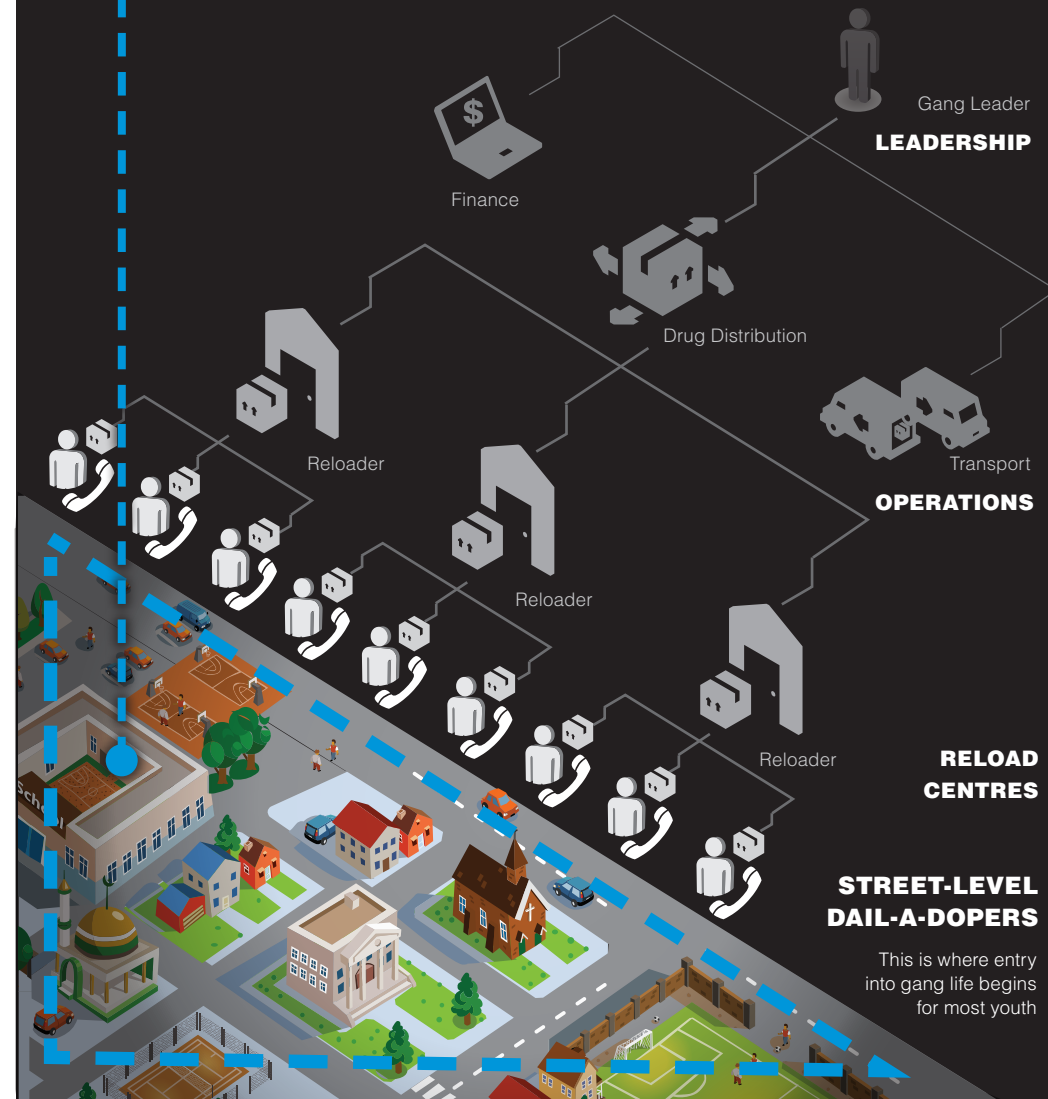 $
Gang Leader
LEADERSHIP
Finance
Drug Distribution
Reloader
Transport
OPERATIONS
Reloader
Reloader
RELOAD
CENTRES
School
STREET-LEVEL
DAIL-A-DOPERS
This is where entry
into gang life begins
for most youth